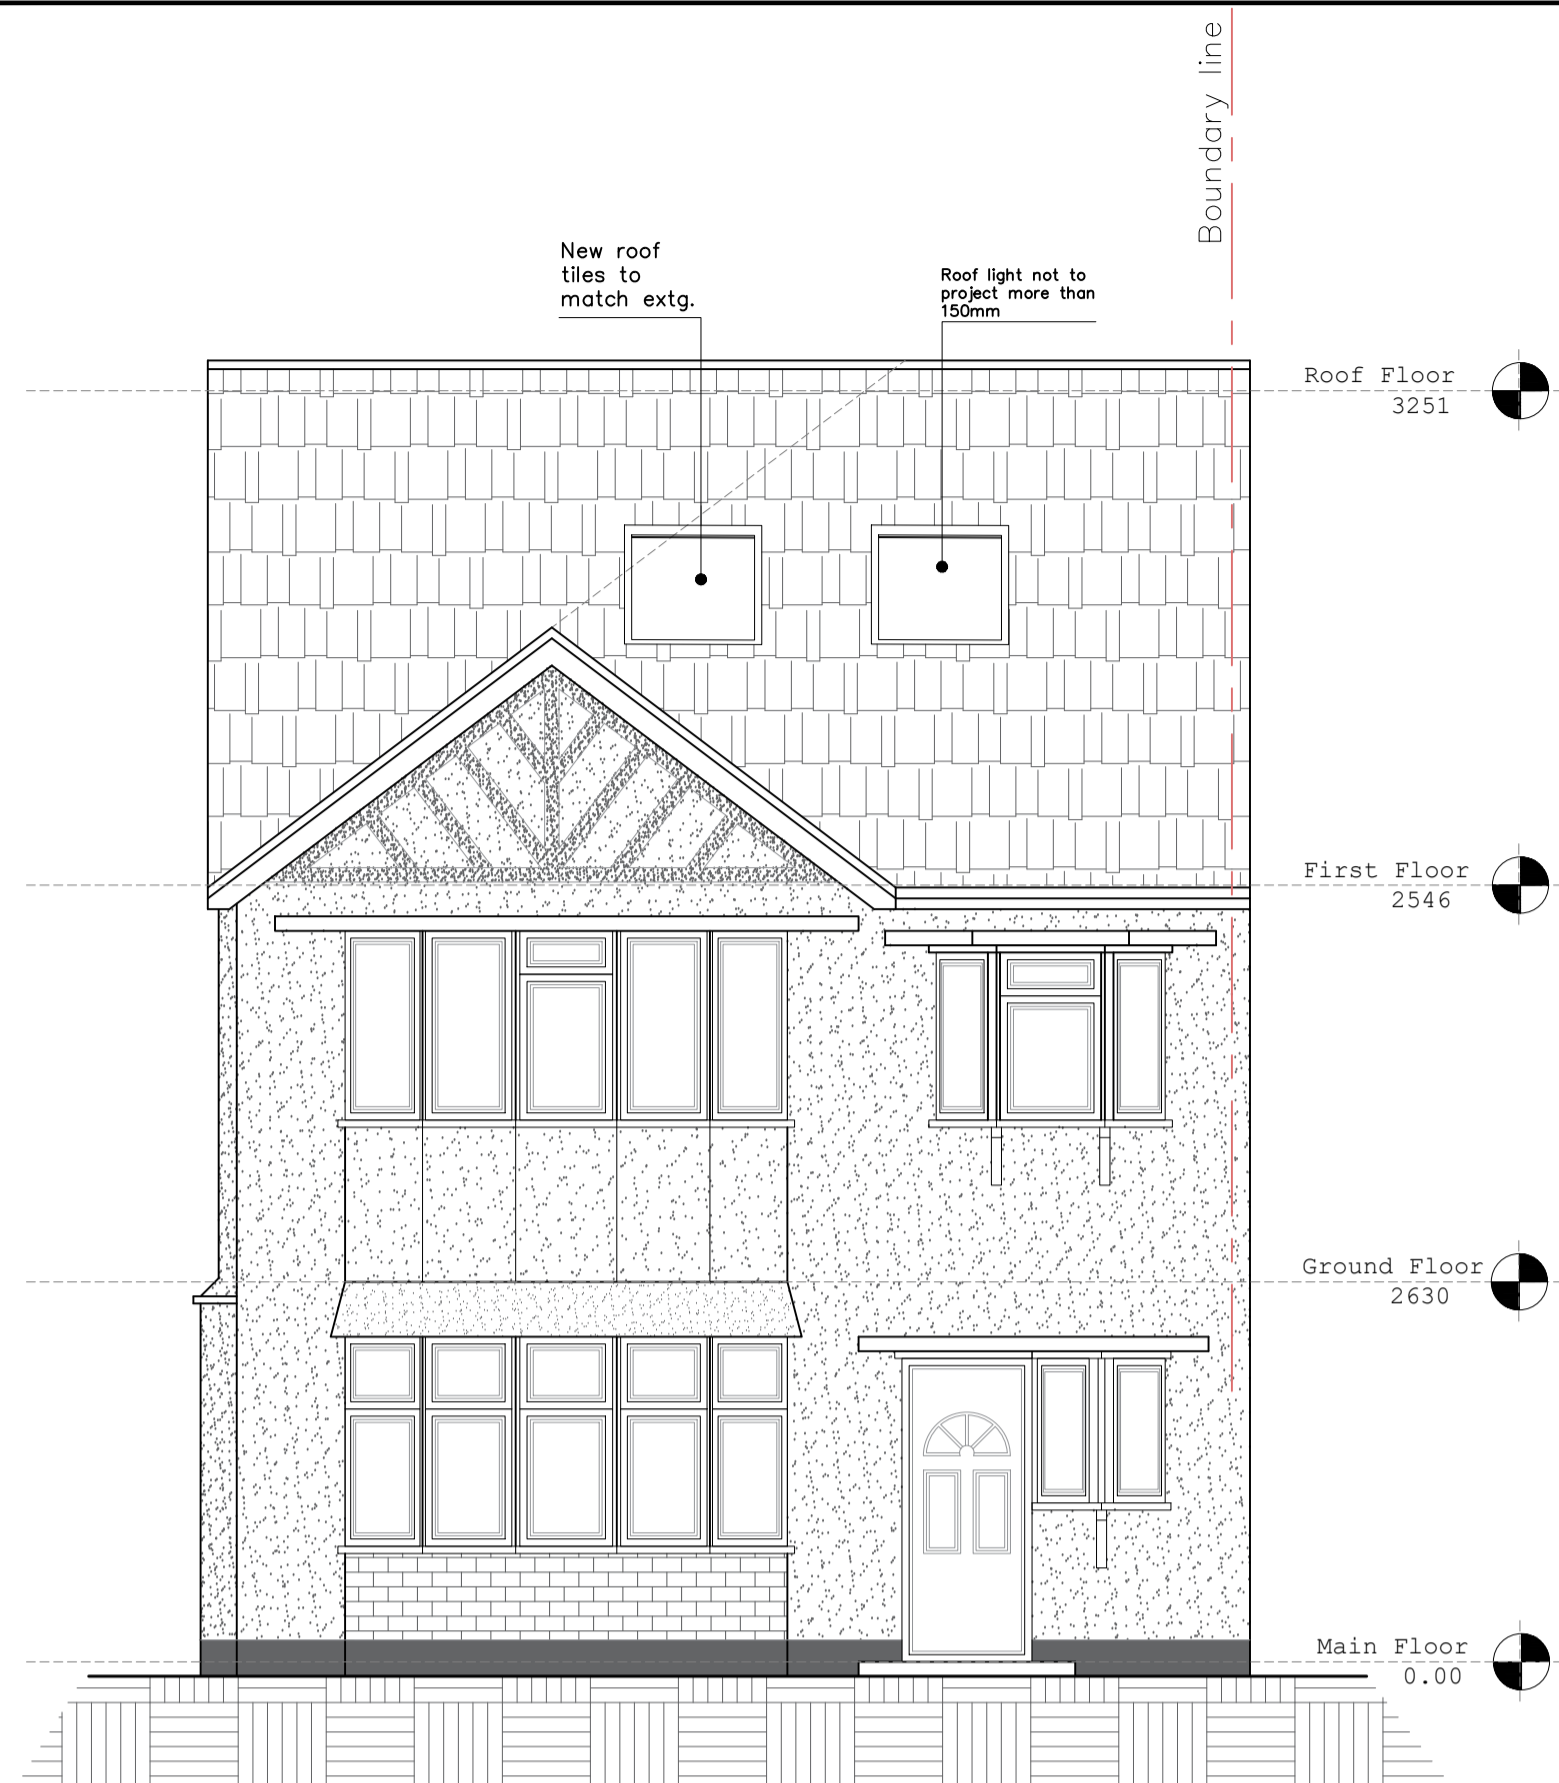 Boundary line
New roof
tiles to
match extg.
Roof light not to
project more than
150mm
Roof Floor
3251
First Floor
2546
Ground Floor
2630
Main Floor
0.00